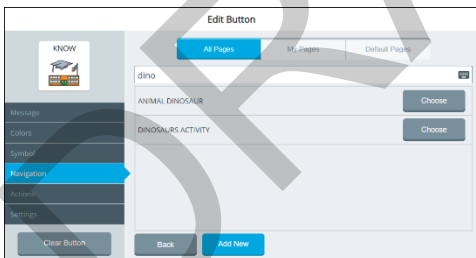 Edit Button
KNOW
All Pages
My Pages
Default Pages
dino
ANIMAL DINOSAUR
Choose
DINOSAURS ACTIVITY
Choose
Message
Colors
Symbol
Navigation
Actions
Settings
Clear Button
Back
Add New